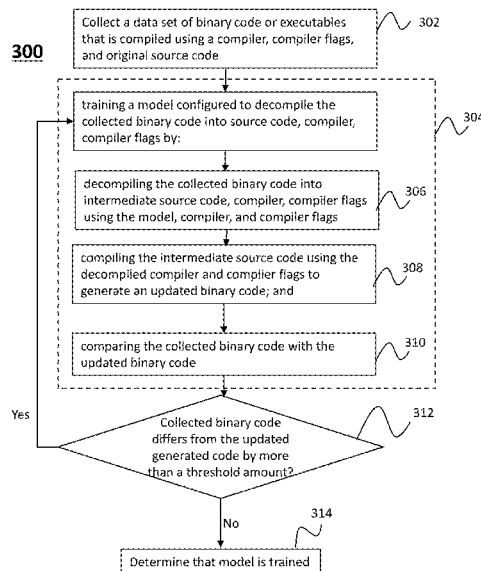 300
Collect a data set of binary code or executables
that is compiled using a compiler, compiler flags,
and original source code
302
training a model configured to decompile the
collected binary code into source code, compiler,
compiler flags by:
304
decompiling the collected binary code into
intermediate source code, compiler, compiler flags
using the model, compiler, and compiler flags
306
compiling the intermediate source code using the
decompiled compiler and compiler flags to
generate an updated binary code; and
308
comparing the collected binary code with the
updated binary code
310
Yes
Collected binary code
differs from the updated
generated code by more
than a threshold amount?
312
No
314
Determine that model is trained